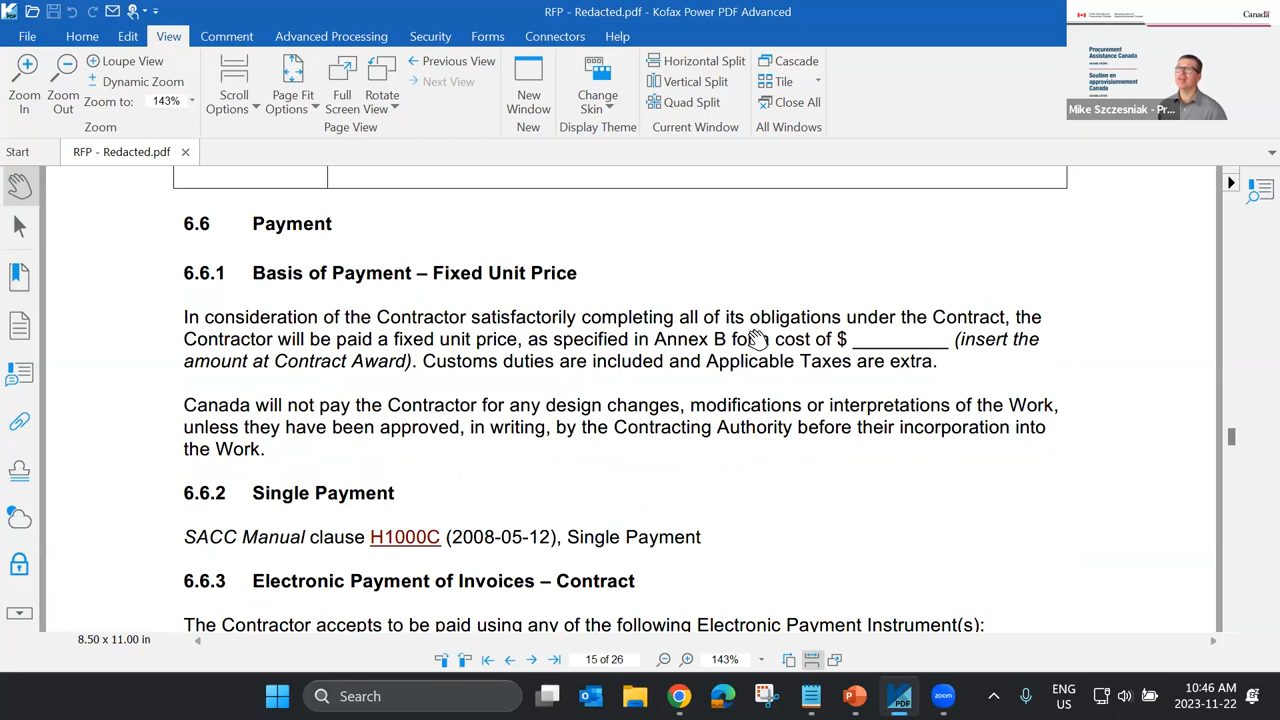 RFP - Redacted.pdf - Kofax Power PDF Advanced
File Home Edit View Comment Advanced Processing Security Forms Connectors Help
Zoom In
Zoom Out
Loupe View
Dynamic Zoom
Zoom to: 143%
Zoom
Scroll Options
Page Fit Options
Full Screen
Rotate View
Previous View
Next View
Page View
New Window
New
Change Skin
Display Theme
Horizontal Split
Vertical Split
Quad Split
Current Window
Cascade
Tile
Close All
All Windows
Canada
Procurement
Assistance Canada
Soutien en
approvisionnement
Canada
Mike Szczesniak - Pr...
Start RFP - Redacted.pdf
6.6 Payment
6.6.1 Basis of Payment – Fixed Unit Price
In consideration of the Contractor satisfactorily completing all of its obligations under the Contract, the
Contractor will be paid a fixed unit price, as specified in Annex B cost of $ __________ (insert the
amount at Contract Award). Customs duties are included and Applicable Taxes are extra.
Canada will not pay the Contractor for any design changes, modifications or interpretations of the Work,
unless they have been approved, in writing, by the Contracting Authority before their incorporation into
the Work.
6.6.2 Single Payment
SACC Manual clause H1000C (2008-05-12), Single Payment
6.6.3 Electronic Payment of Invoices – Contract
The Contractor accepts to be paid using any of the following Electronic Payment Instrument(s):
8.50 x 11.00 in
15 of 26
143%
Search
ENG
US
10:46 AM
2023-11-22